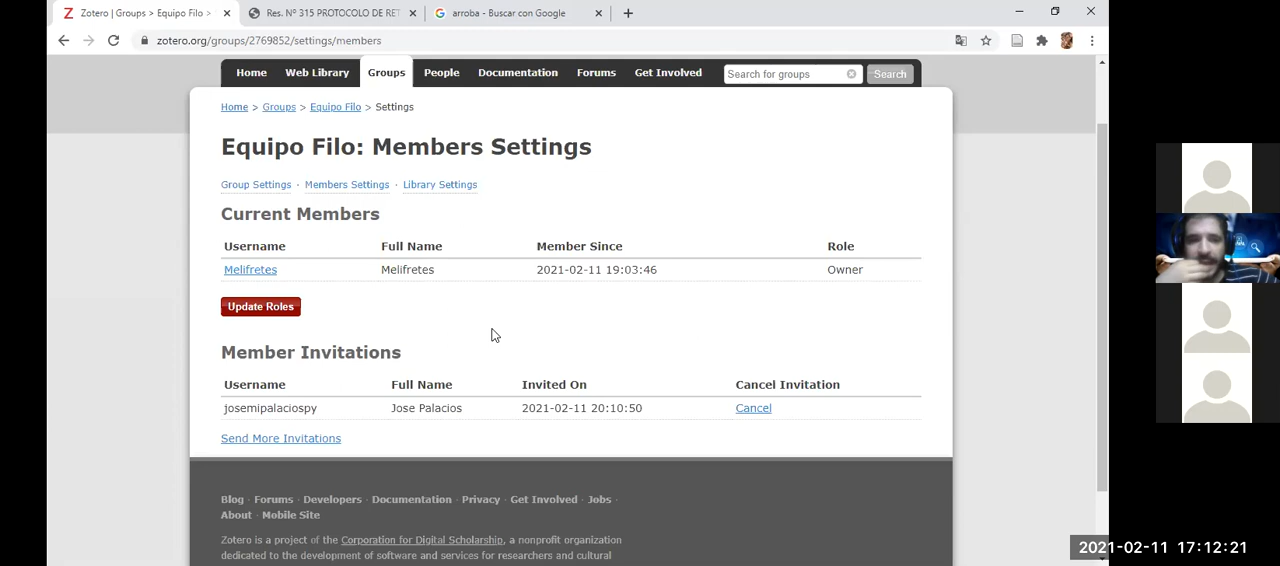 Zotero | Groups > Equipo Filo >
Res. Nº 315 PROTOCOLO DE RET
arroba - Buscar con Google
zotero.org/groups/2769852/settings/members
Home Web Library Groups People Documentation Forums Get Involved Search for groups Search
Home > Groups > Equipo Filo > Settings
Equipo Filo: Members Settings
Group Settings · Members Settings · Library Settings
Current Members
Username Full Name Member Since Role
Melifretes Melifretes 2021-02-11 19:03:46 Owner
Update Roles
Member Invitations
Username Full Name Invited On Cancel Invitation
josemipalaciospy Jose Palacios 2021-02-11 20:10:50 Cancel
Send More Invitations
Blog · Forums · Developers · Documentation · Privacy · Get Involved · Jobs ·
About · Mobile Site
Zotero is a project of the Corporation for Digital Scholarship, a nonprofit organization
dedicated to the development of software and services for researchers and cultural
2021-02-11 17:12:21